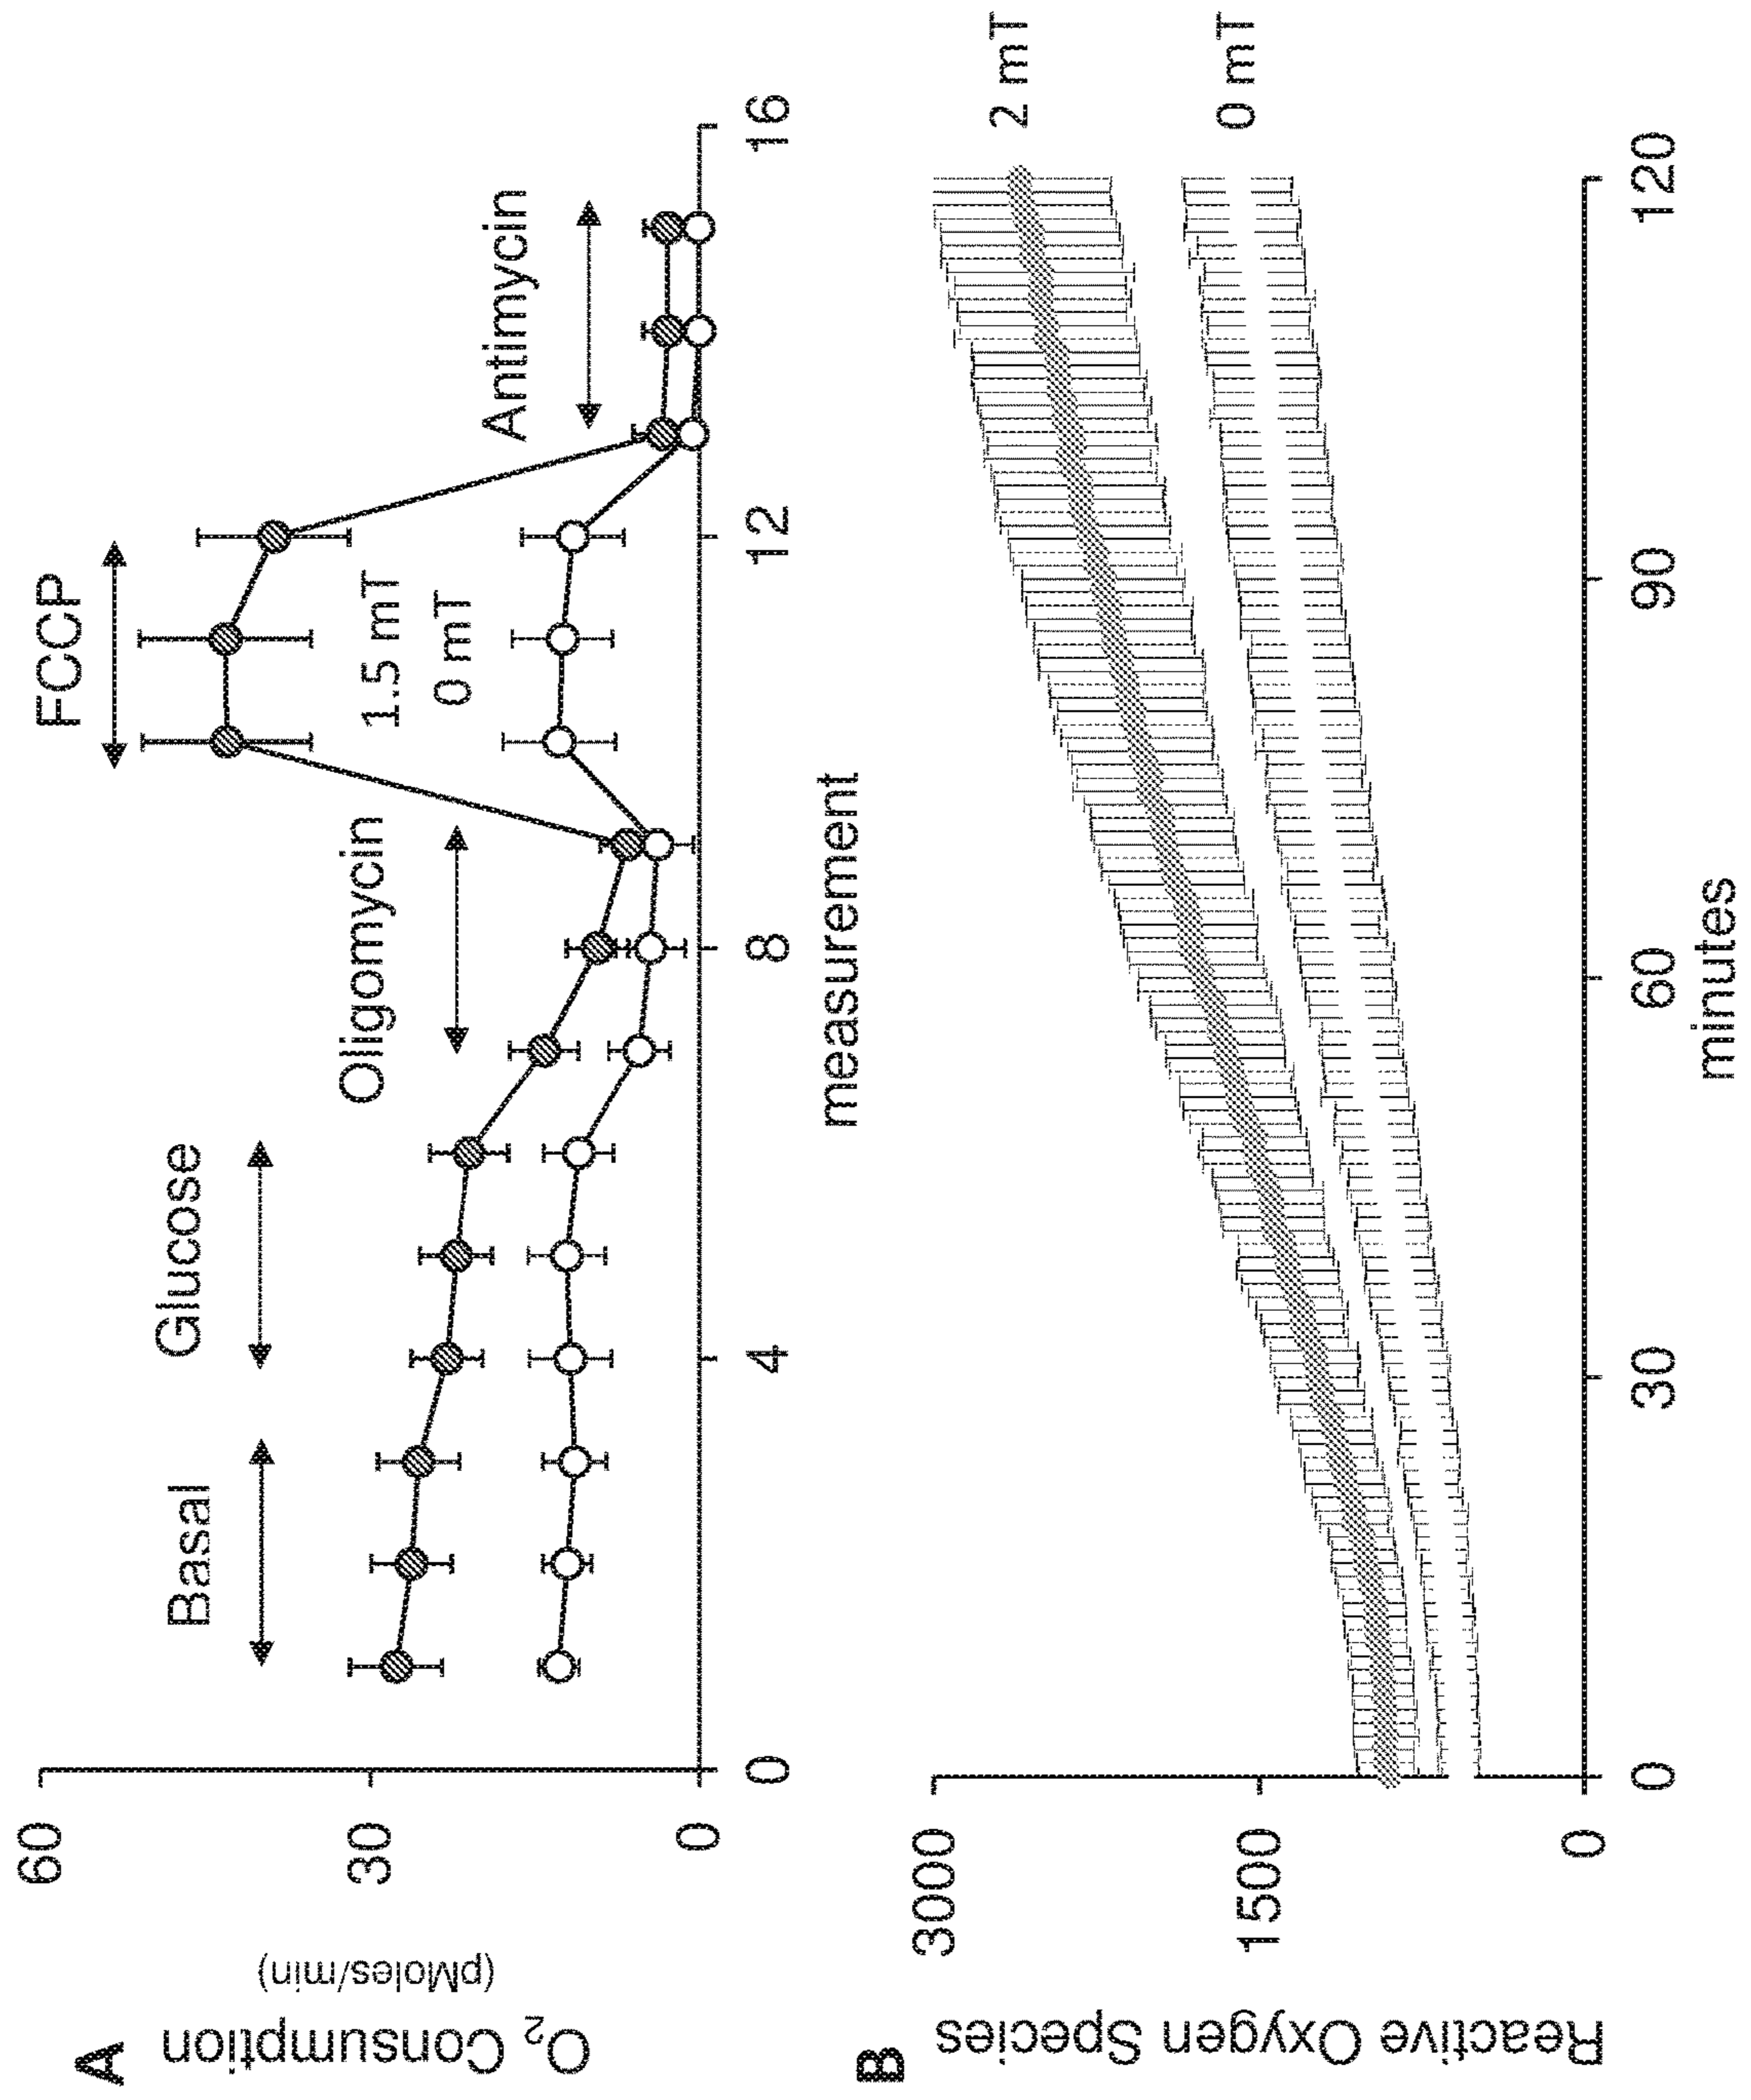 A
O2 Consumption
(pMoles/min)
60
30
0
Basal
Glucose
Oligomycin
FCCP
Antimycin
1.5 mT
0 mT
0
4
8
12
16
measurement
B
Reactive Oxygen Species
3000
1500
0
2 mT
0 mT
0
30
60
90
120
minutes